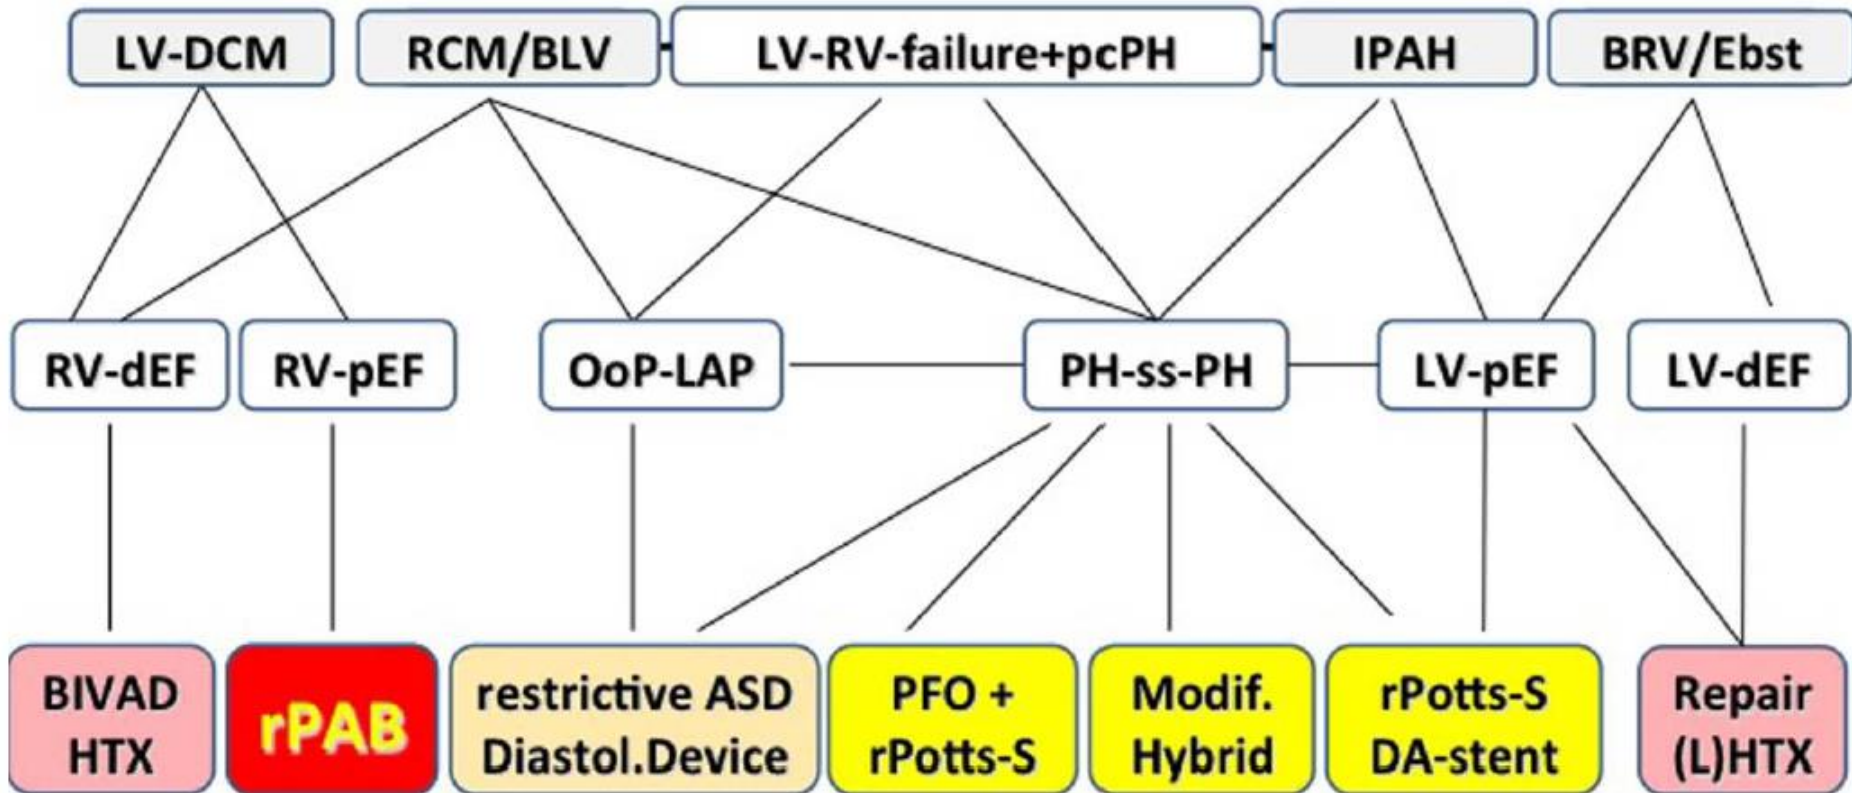 LV-DCM
RCM/BLV
LV-RV-failure+pcPH
IPAH
BRV/Ebst
RV-dEF
RV-pEF
OoP-LAP
PH-ss-PH
LV-pEF
LV-dEF
BIVAD
HTX
rPAB
restrictive ASD
Diastol.Device
PFO +
rPotts-S
Modif.
Hybrid
rPotts-S
DA-stent
Repair
(L)HTX